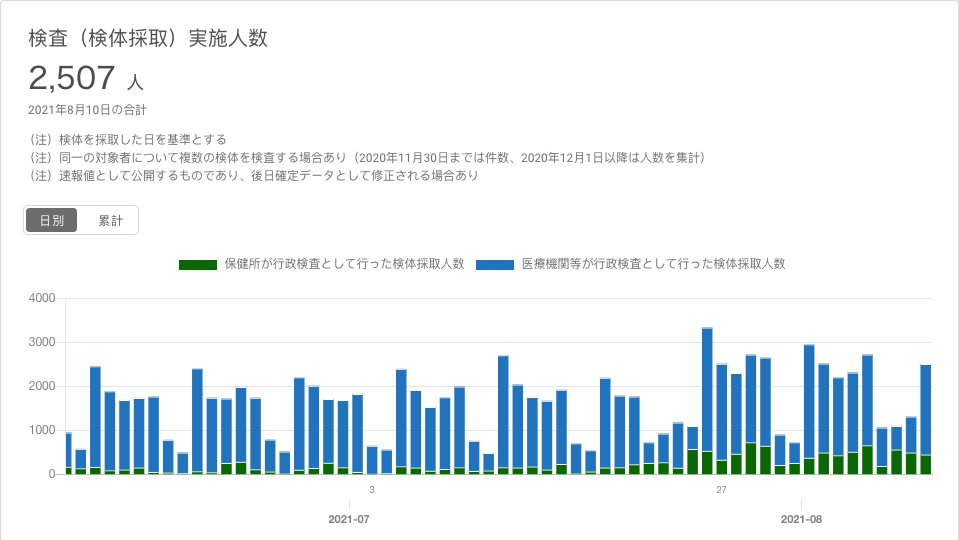 検査（検体採取）実施人数
2,507 人
2021年8月10日の合計
（注）検体を採取した日を基準とする
（注）同一の対象者について複数の検体を検査する場合あり（2020年11月30日までは件数、2020年12月1日以降は人数を集計）
（注）速報値として公開するものであり、後日確定データとして修正される場合あり
日別 累計
保健所が行政検査として行った検体採取人数 医療機関等が行政検査として行った検体採取人数
4000
3000
2000
1000
0
3 27
2021-07 2021-08